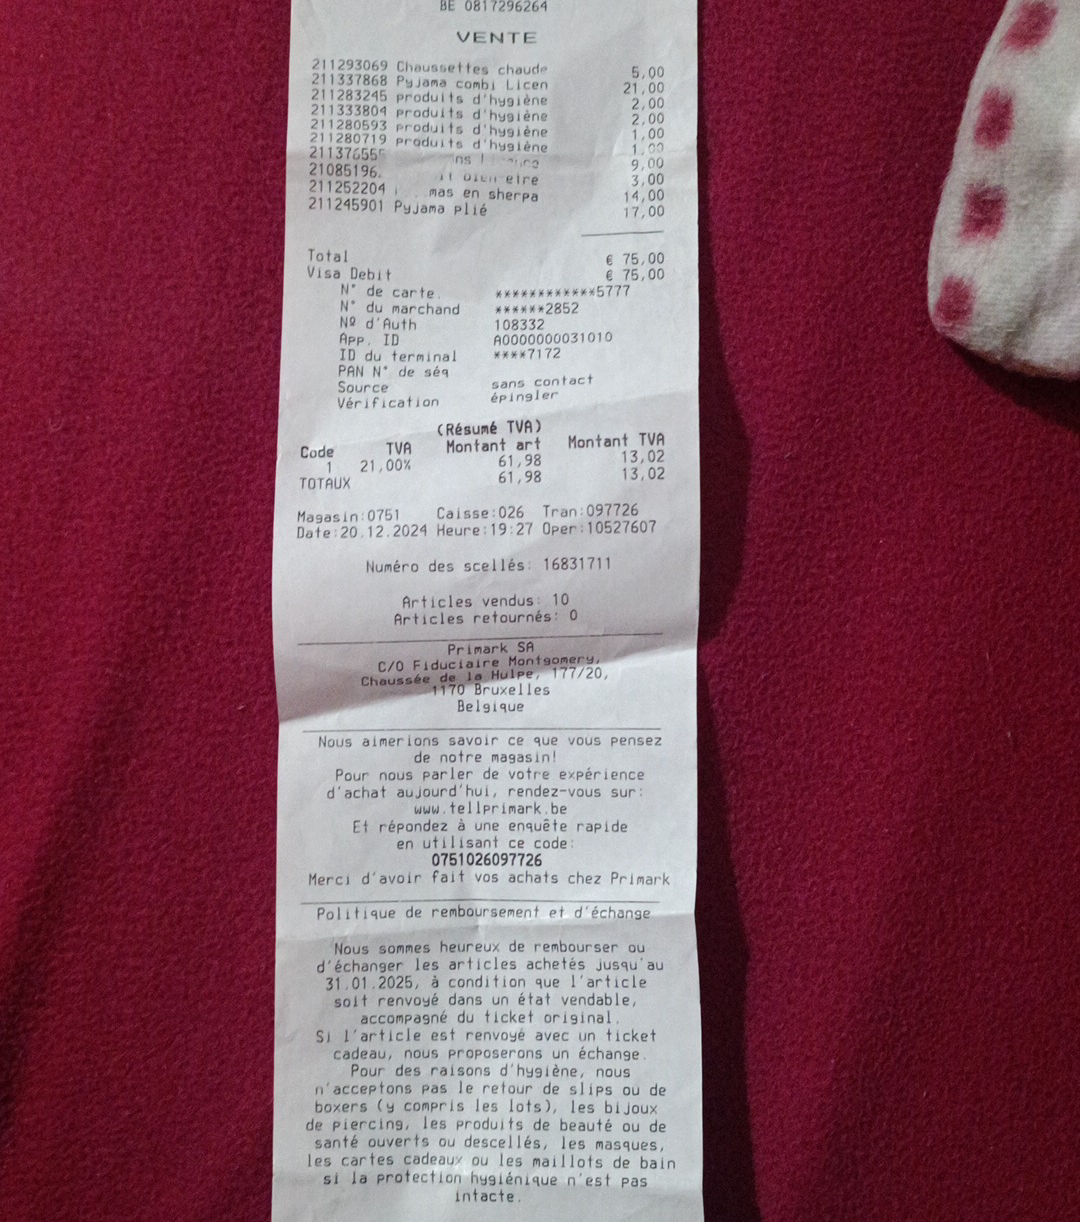 BE 0817296264
VENTE
211293069 Chaussettes chaude 5,00
211337868 Pyjama combi Licen 21,00
211283245 produits d'hygiène 2,00
211333804 produits d'hygiène 2,00
211280593 produits d'hygiène 1,00
211280719 produits d'hygiène 1,00
9,00
3,00
211252204 mas en sherpa 14,00
211245901 Pyjama plié 17,00
Total € 75,00
Visa Debit € 75,00
N° de carte. ************5777
N° du marchand ******2852
Nº d'Auth 108332
App. ID A0000000031010
ID du terminal ****7172
PAN N° de séq
Source sans contact
Vérification épingler
(Résumé TVA)
Code TVA Montant art Montant TVA
1 21,00% 61,98 13,02
TOTAUX 61,98 13,02
Magasin:0751 Caisse:026 Tran:097726
Date:20.12.2024 Heure:19:27 Oper:10527607
Numéro des scellés: 16831711
Articles vendus: 10
Articles retournés: 0
Primark SA
C/O Fiduciaire Montgomery,
Chaussée de la Hulpe, 177/20,
1170 Bruxelles
Belgique
Nous aimerions savoir ce que vous pensez
de notre magasin!
Pour nous parler de votre expérience
d'achat aujourd'hui, rendez-vous sur:
www.tellprimark.be
Et répondez à une enquête rapide
en utilisant ce code:
0751026097726
Merci d'avoir fait vos achats chez Primark
Politique de remboursement et d'échange
Nous sommes heureux de rembourser ou
d'échanger les articles achetés jusqu'au
31.01.2025, à condition que l'article
soit renvoyé dans un état vendable,
accompagné du ticket original.
Si l'article est renvoyé avec un ticket
cadeau, nous proposerons un échange.
Pour des raisons d'hygiène, nous
n'acceptons pas le retour de slips ou de
boxers (y compris les lots), les bijoux
de piercing, les produits de beauté ou de
santé ouverts ou descellés, les masques,
les cartes cadeaux ou les maillots de bain
si la protection hygiénique n'est pas
intacte.